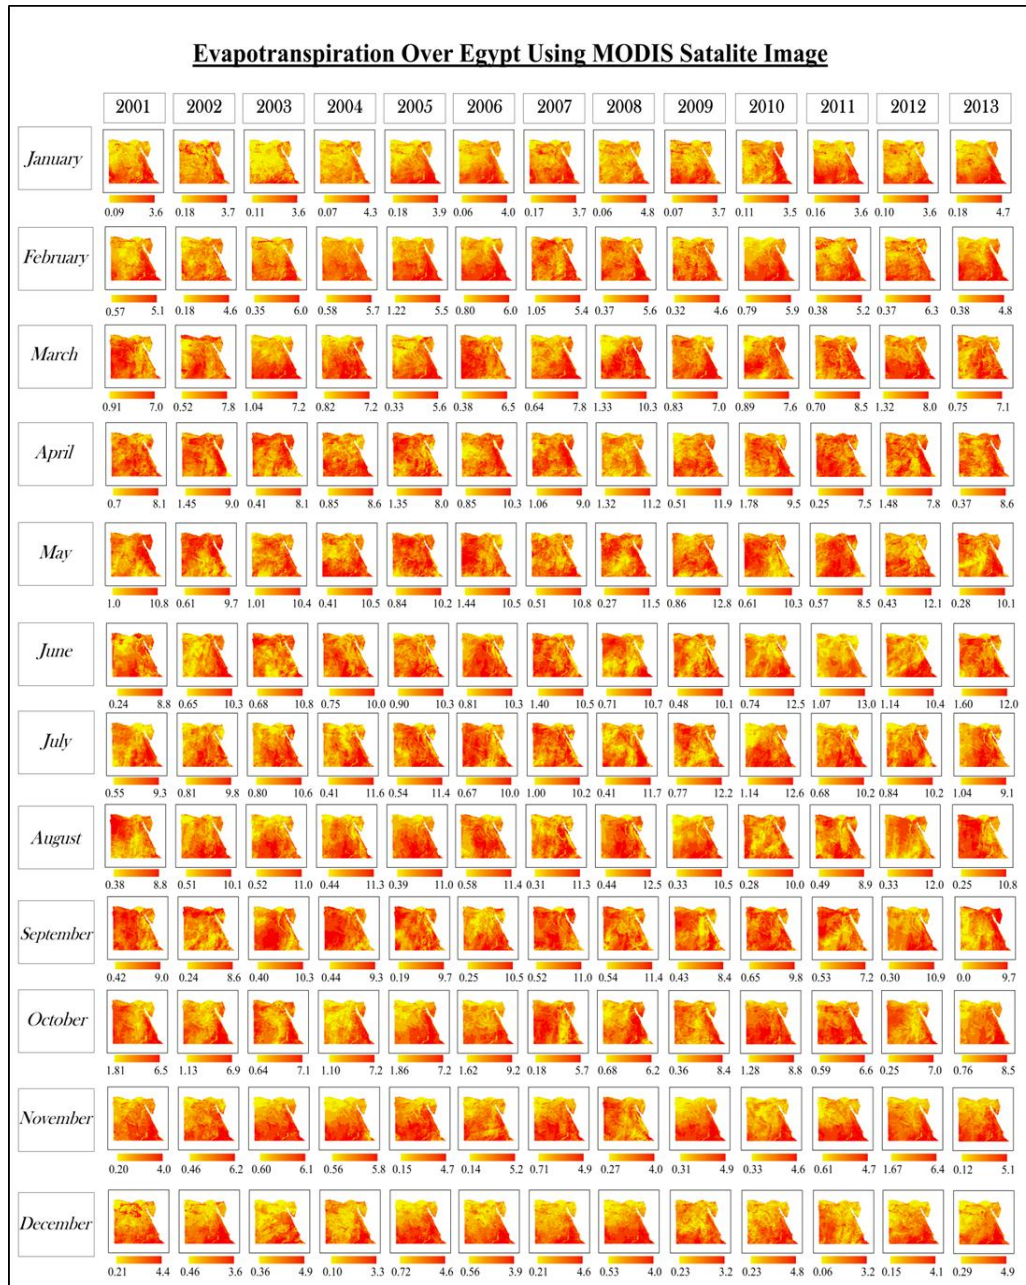 Evapotranspiration Over Egypt Using MODIS Satalite Image
2001 2002 2003 2004 2005 2006 2007 2008 2009 2010 2011 2012 2013
January
0.09 3.6 0.18 3.7 0.11 3.6 0.07 4.3 0.18 3.9 0.06 4.0 0.17 3.7 0.06 4.8 0.07 3.7 0.11 3.5 0.16 3.6 0.10 3.6 0.18 4.7
February
0.57 5.1 0.18 4.6 0.35 6.0 0.58 5.7 1.22 5.5 0.80 6.0 1.05 5.4 0.37 5.6 0.32 4.6 0.79 5.9 0.38 5.2 0.37 6.3 0.38 4.8
March
0.91 7.0 0.52 7.8 1.04 7.2 0.82 7.2 0.33 5.6 0.38 6.5 0.64 7.8 1.33 10.3 0.83 7.0 0.89 7.6 0.70 8.5 1.32 8.0 0.75 7.1
April
0.7 8.1 1.45 9.0 0.41 8.1 0.85 8.6 1.35 8.0 0.85 10.3 1.06 9.0 1.32 11.2 0.51 11.9 1.78 9.5 0.25 7.5 1.48 7.8 0.37 8.6
May
1.0 10.8 0.61 9.7 1.01 10.4 0.41 10.5 0.84 10.2 1.44 10.5 0.51 10.8 0.27 11.5 0.86 12.8 0.61 10.3 0.57 8.5 0.43 12.1 0.28 10.1
June
0.24 8.8 0.65 10.3 0.68 10.8 0.75 10.0 0.90 10.3 0.81 10.3 1.40 10.5 0.71 10.7 0.48 10.1 0.74 12.5 1.07 13.0 1.14 10.4 1.60 12.0
July
0.55 9.3 0.81 9.8 0.80 10.6 0.41 11.6 0.54 11.4 0.67 10.0 1.00 10.2 0.41 11.7 0.77 12.2 1.14 12.6 0.68 10.2 0.84 10.2 1.04 9.1
August
0.38 8.8 0.51 10.1 0.52 11.0 0.44 11.3 0.39 11.0 0.58 11.4 0.31 11.3 0.44 12.5 0.33 10.5 0.28 10.0 0.49 8.9 0.33 12.0 0.25 10.8
September
0.42 9.0 0.24 8.6 0.40 10.3 0.44 9.3 0.19 9.7 0.25 10.5 0.52 11.0 0.54 11.4 0.43 8.4 0.65 9.8 0.53 7.2 0.30 10.9 0.0 9.7
October
1.81 6.5 1.13 6.9 0.64 7.1 1.10 7.2 1.86 7.2 1.62 9.2 0.18 5.7 0.68 6.2 0.36 8.4 1.28 8.8 0.59 6.6 0.25 7.0 0.76 8.5
November
0.20 4.0 0.46 6.2 0.60 6.1 0.56 5.8 0.15 4.7 0.14 5.2 0.71 4.9 0.27 4.0 0.31 4.9 0.33 4.6 0.61 4.7 1.67 6.4 0.12 5.1
December
0.21 4.4 0.46 3.6 0.36 4.9 0.10 3.3 0.72 4.6 0.56 3.9 0.21 4.6 0.53 4.0 0.23 3.2 0.23 4.8 0.06 3.2 0.15 4.1 0.29 4.9